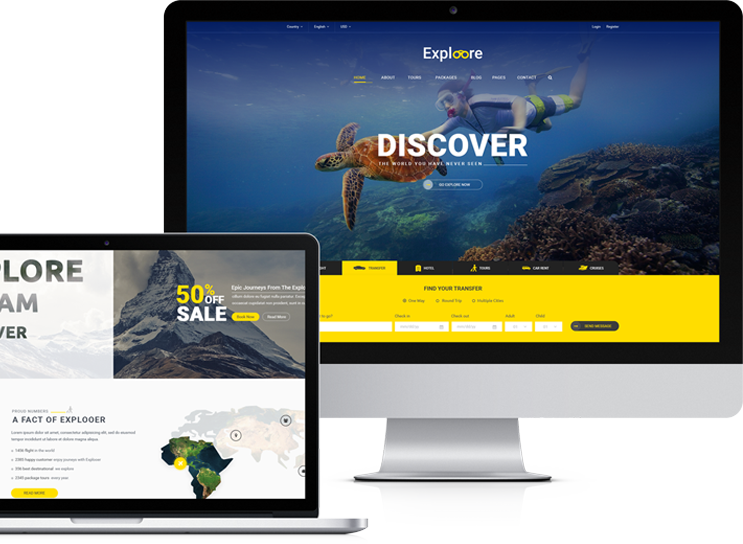 Country
English
USD
Login
Register
Exploore
HOME
ABOUT
TOURS
PACKAGES
BLOG
PAGES
CONTACT
DISCOVER
THE WORLD YOU HAVE NEVER SEEN
GO EXPLORE NOW
TRANSFER
HOTEL
TOURS
CAR RENT
CRUISES
FIND YOUR TRANSFER
One Way
Round Trip
Multiple Cities
to go?
Check in
Check out
Adult
Child
SEND MESSAGE
PLORE
AM
VER
50% OFF
SALE
Epic Journeys From The Explo
Book Now
Read More
PROUD NUMBERS
A FACT OF EXPLOOER
Lorem ipsum dolor sit amet, consectetur adipiscing elit, sed do eiusmod
tempor incididunt ut labore et dolore magna aliqua.
flight in the world
happy customer enjoy journeys with Explooer
best destinational we explore
package tours every year.
READ MORE